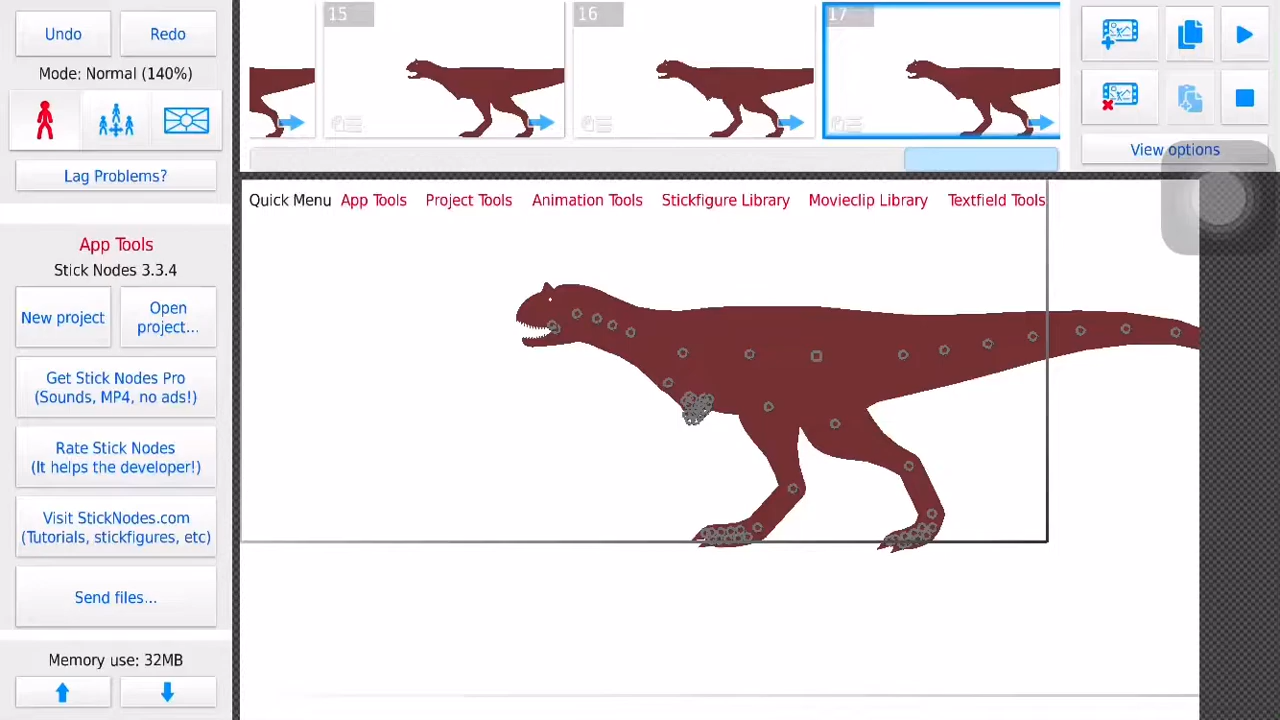 Undo
Redo
Mode: Normal (140%)
Lag Problems?
15
16
17
View options
Quick Menu
App Tools
Project Tools
Animation Tools
Stickfigure Library
Movieclip Library
Textfield Tools
App Tools
Stick Nodes 3.3.4
New project
Open
project...
Get Stick Nodes Pro
(Sounds, MP4, no ads!)
Rate Stick Nodes
(It helps the developer!)
Visit StickNodes.com
(Tutorials, stickfigures, etc)
Send files...
Memory use: 32MB